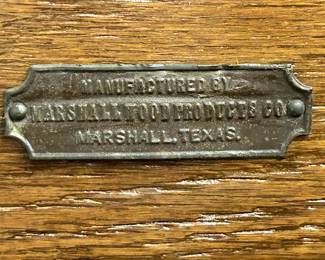 MANUFACTURED BY
MARSHALL WOOD PRODUCTS CO
MARSHALL, TEXAS.